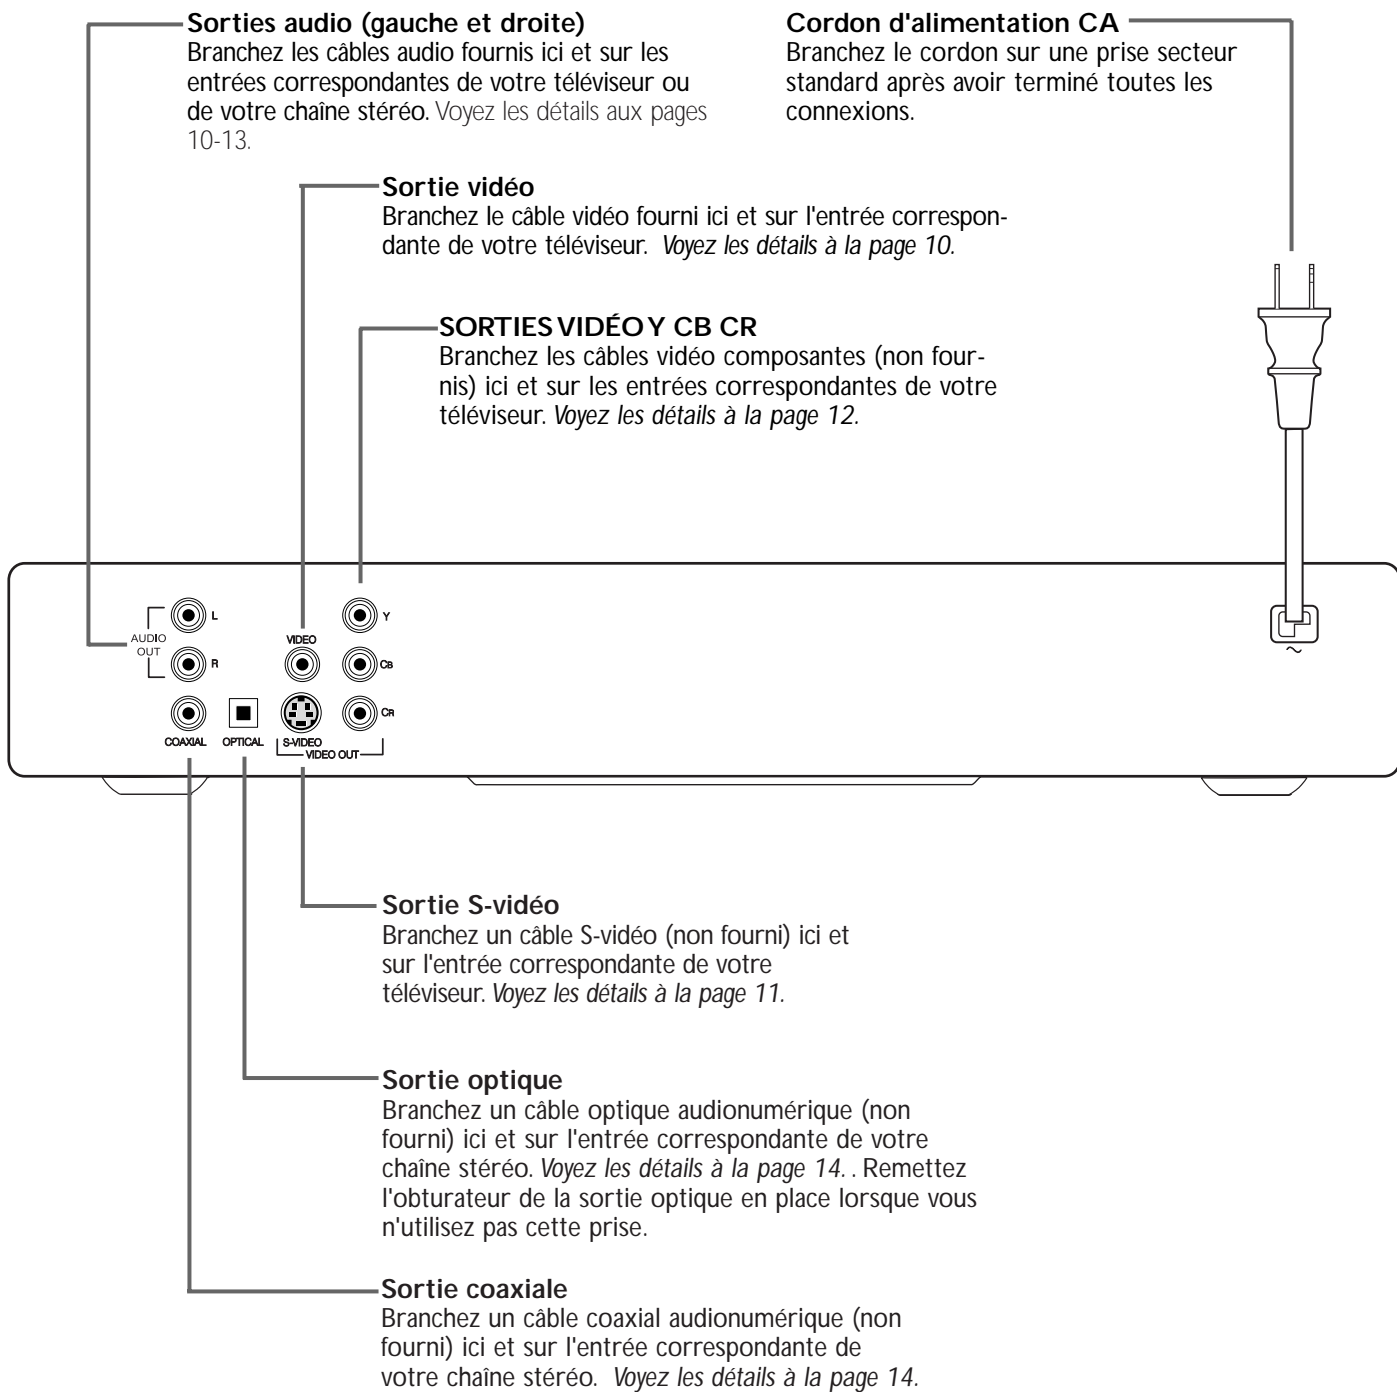 Sorties audio (gauche et droite)
Branchez les câbles audio fournis ici et sur les
entrées correspondantes de votre téléviseur ou
de votre chaîne stéréo. Voyez les détails aux pages
10-13.
Cordon d'alimentation CA
Branchez le cordon sur une prise secteur
standard après avoir terminé toutes les
connexions.
Sortie vidéo
Branchez le câble vidéo fourni ici et sur l'entrée correspon-
dante de votre téléviseur. Voyez les détails à la page 10.
SORTIES VIDÉO Y CB CR
Branchez les câbles vidéo composantes (non four-
nis) ici et sur les entrées correspondantes de votre
téléviseur. Voyez les détails à la page 12.
L
Y
AUDIO
OUT
VIDEO
R
CB
CR
COAXIAL
OPTICAL
S-VIDEO
VIDEO OUT
~
Sortie S-vidéo
Branchez un câble S-vidéo (non fourni) ici et
sur l'entrée correspondante de votre
téléviseur. Voyez les détails à la page 11.
Sortie optique
Branchez un câble optique audionumérique (non
fourni) ici et sur l'entrée correspondante de votre
chaîne stéréo. Voyez les détails à la page 14. . Remettez
l'obturateur de la sortie optique en place lorsque vous
n'utilisez pas cette prise.
Sortie coaxiale
Branchez un câble coaxial audionumérique (non
fourni) ici et sur l'entrée correspondante de
votre chaîne stéréo. Voyez les détails à la page 14.